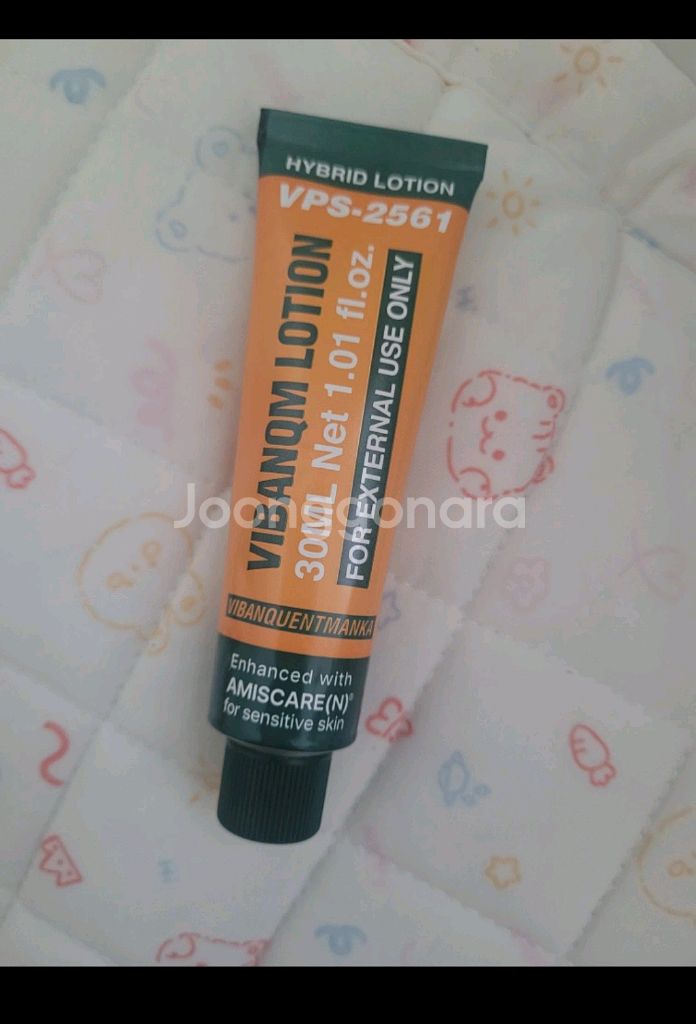 HYBRID LOTION
VPS-2561
VIBANQM LOTION
30ML Net 1.01 fl.oz.
FOR EXTERNAL USE ONLY
VIBANQUENTMANKA
Enhanced with
AMISCARE(N)®
for sensitive skin
Joonggonara